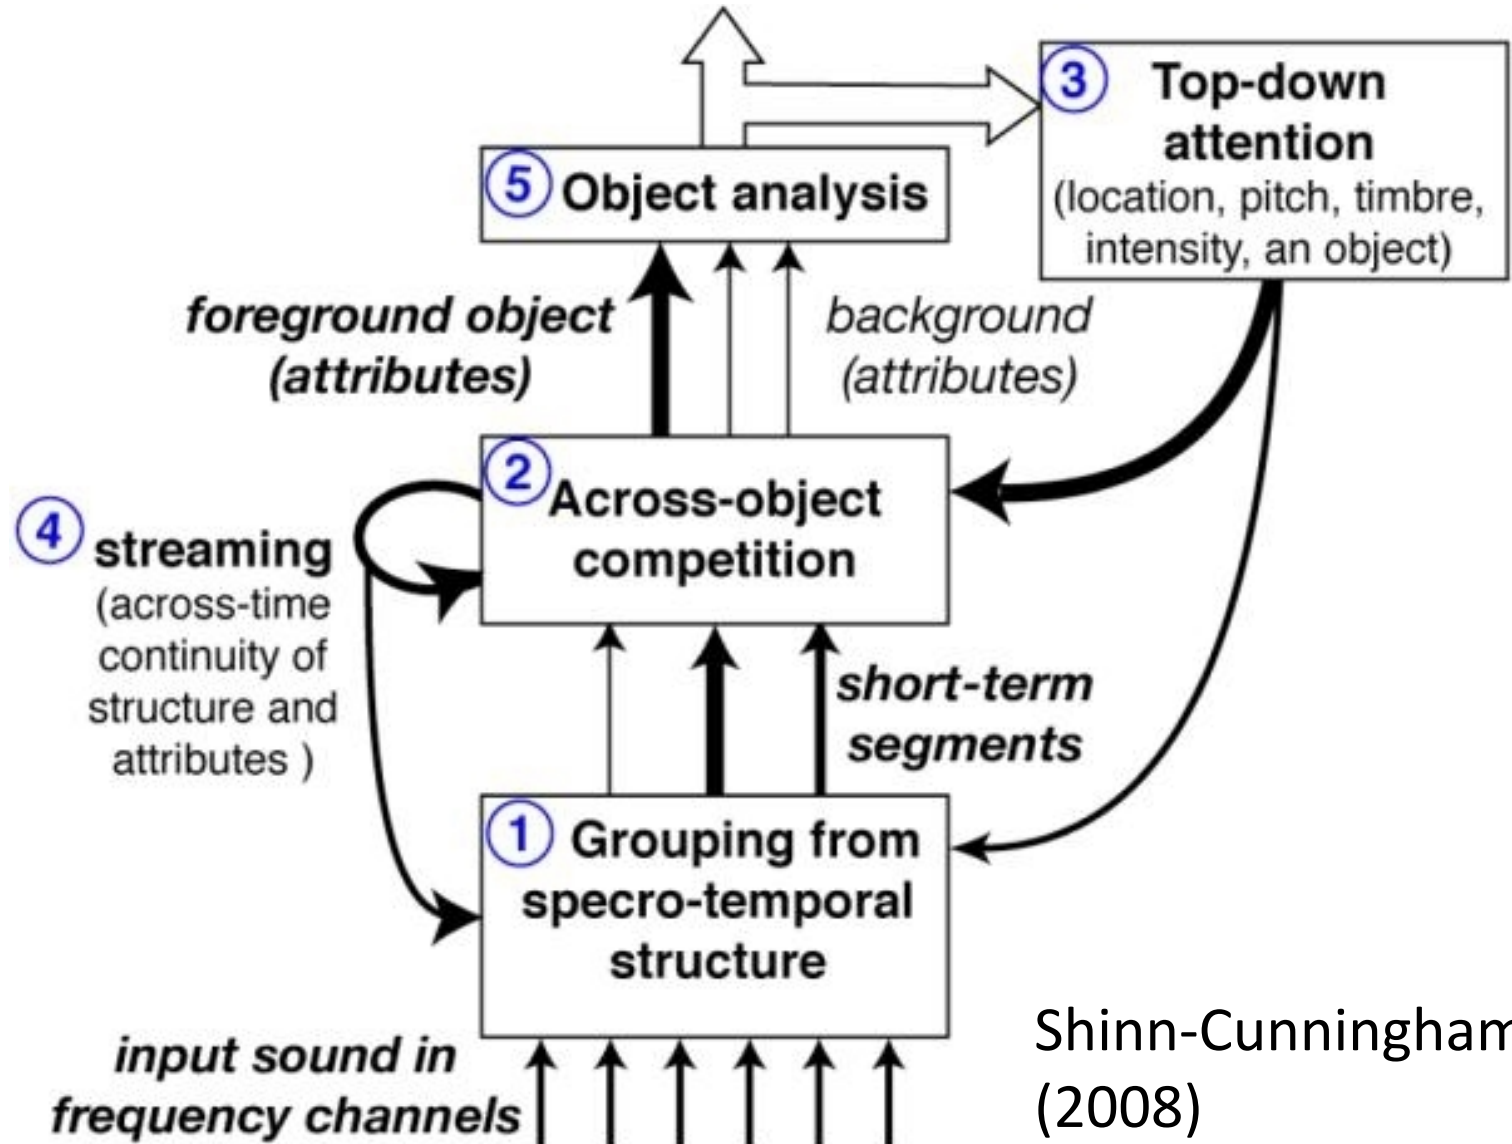 3 Top-down
attention
(location, pitch, timbre,
intensity, an object)
5 Object analysis
foreground object
(attributes)
background
(attributes)
2 Across-object
competition
4 streaming
(across-time
continuity of
structure and
attributes )
short-term
segments
1 Grouping from
specro-temporal
structure
input sound in
frequency channels
Shinn-Cunningham
(2008)